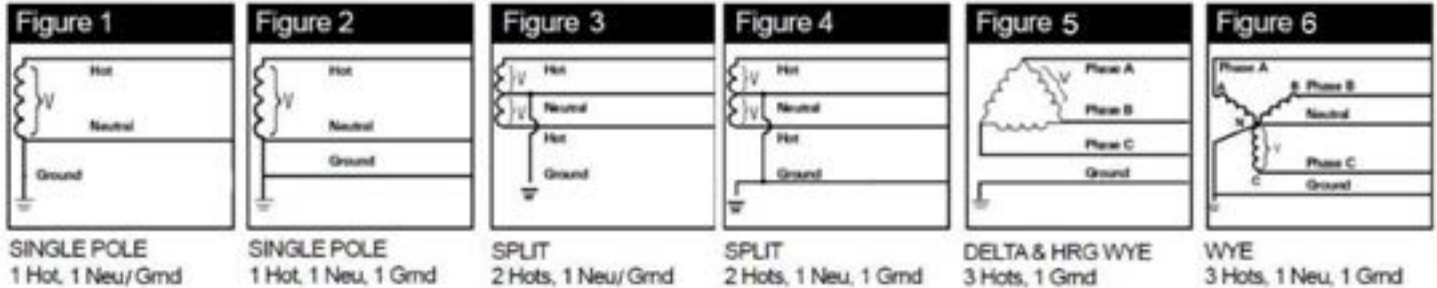 Figure 1
Hot
V
Neutral
Ground
SINGLE POLE
1 Hot, 1 Neu/ Grnd
Figure 2
Hot
V
Neutral
Ground
SINGLE POLE
1 Hot, 1 Neu, 1 Grnd
Figure 3
V
Hot
V
Neutral
Hot
Ground
SPLIT
2 Hots, 1 Neu/ Grnd
Figure 4
V
Hot
V
Neutral
Hot
Ground
SPLIT
2 Hots, 1 Neu, 1 Grnd
Figure 5
V
Phase A
Phase B
Phase C
Ground
DELTA & HRG WYE
3 Hots, 1 Grnd
Figure 6
Phase A
A
B Phase B
Neutral
N
V
Phase C
C
Ground
WYE
3 Hots, 1 Neu, 1 Grnd